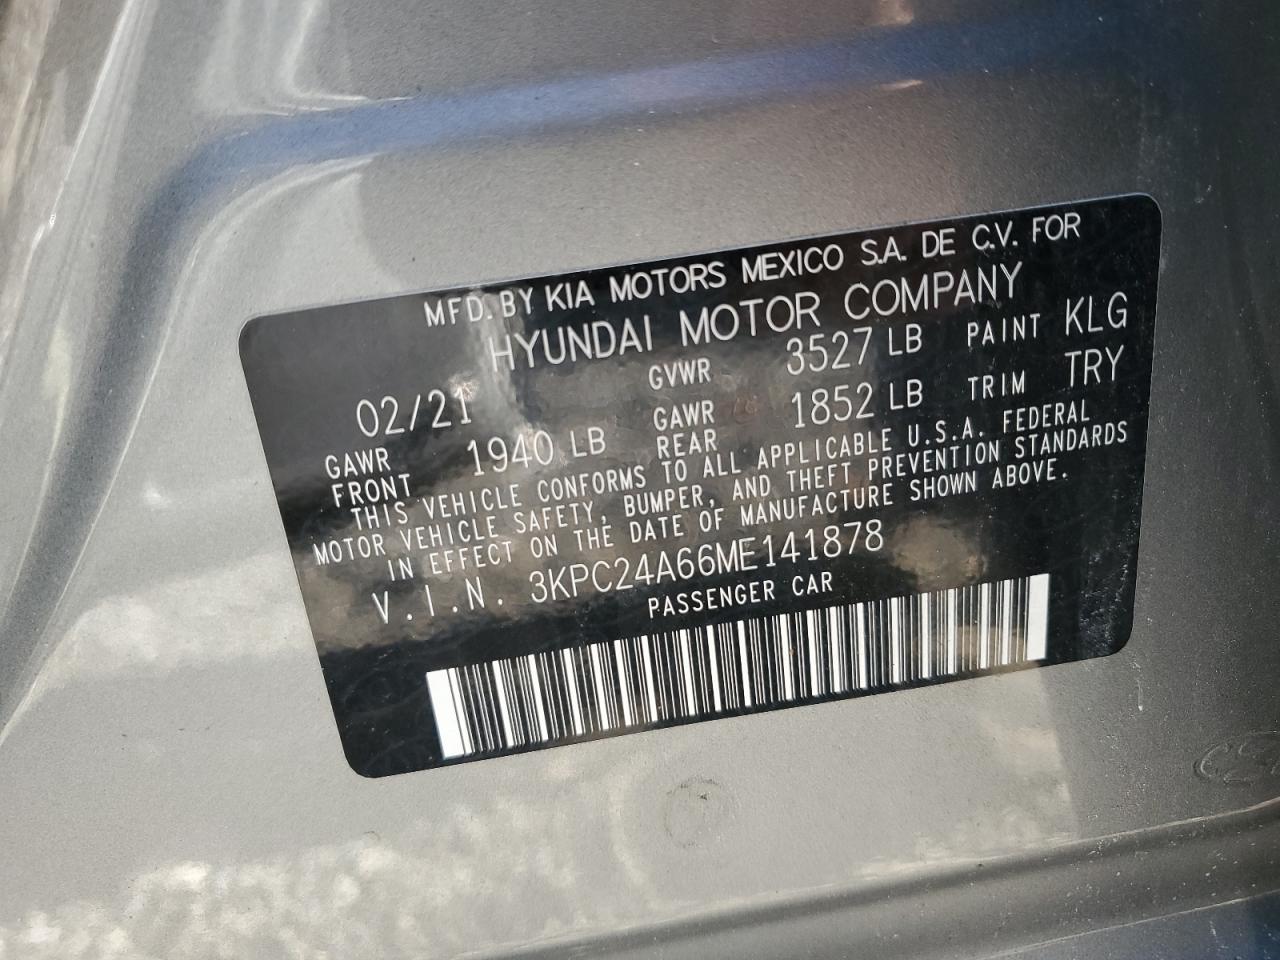 MFD. BY KIA MOTORS MEXICO S.A. DE C.V. FOR
HYUNDAI MOTOR COMPANY
02/21 GVWR 3527 LB PAINT KLG
GAWR FRONT 1940 LB GAWR REAR 1852 LB TRIM TRY
THIS VEHICLE CONFORMS TO ALL APPLICABLE U.S.A. FEDERAL
MOTOR VEHICLE SAFETY, BUMPER, AND THEFT PREVENTION STANDARDS
IN EFFECT ON THE DATE OF MANUFACTURE SHOWN ABOVE.
V.I.N. 3KPC24A66ME141878
PASSENGER CAR